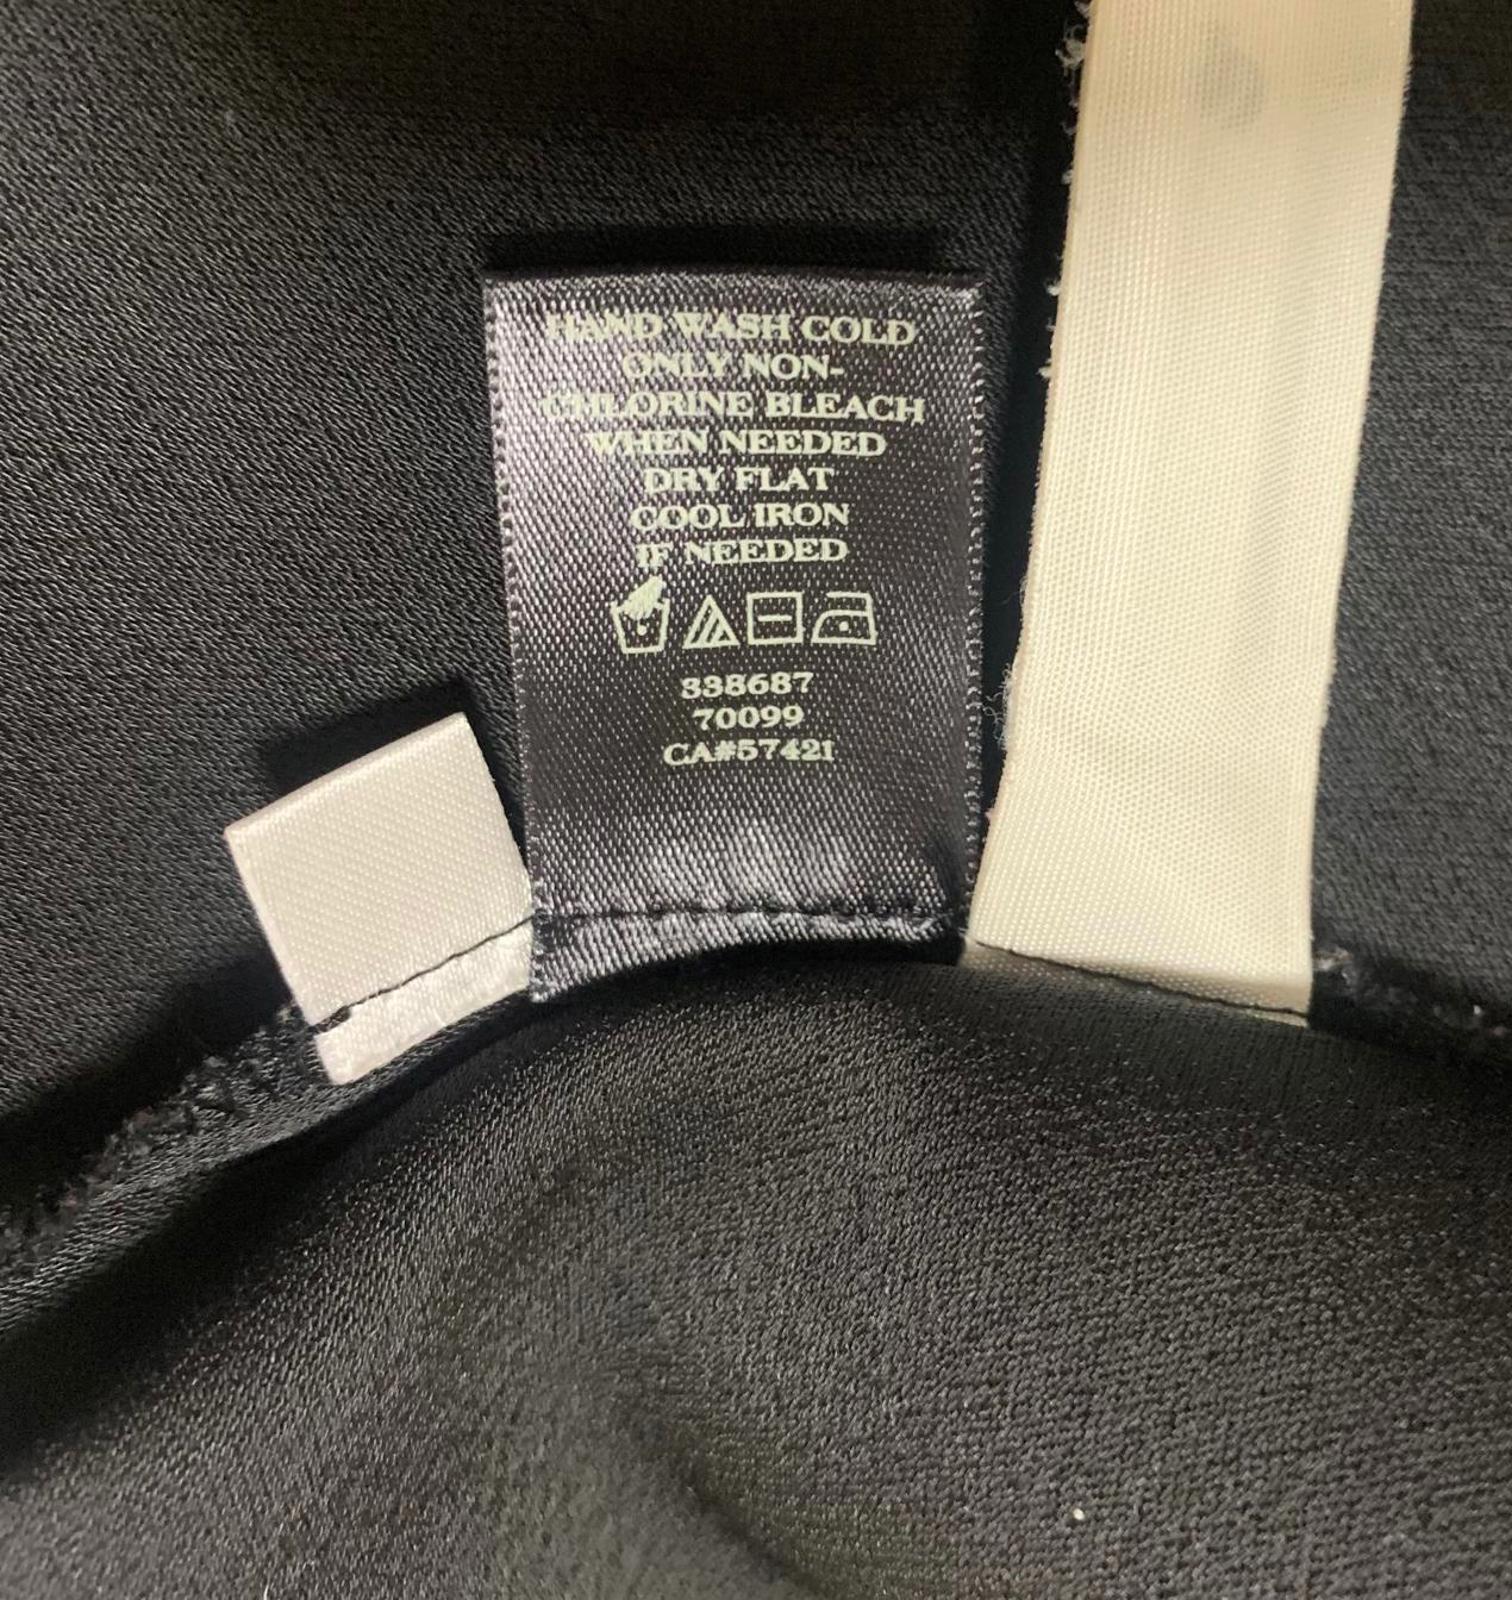 HAND WASH COLD
ONLY NON-
CHLORINE BLEACH
WHEN NEEDED
DRY FLAT
COOL IRON
IF NEEDED
338687
70099
CA#57421